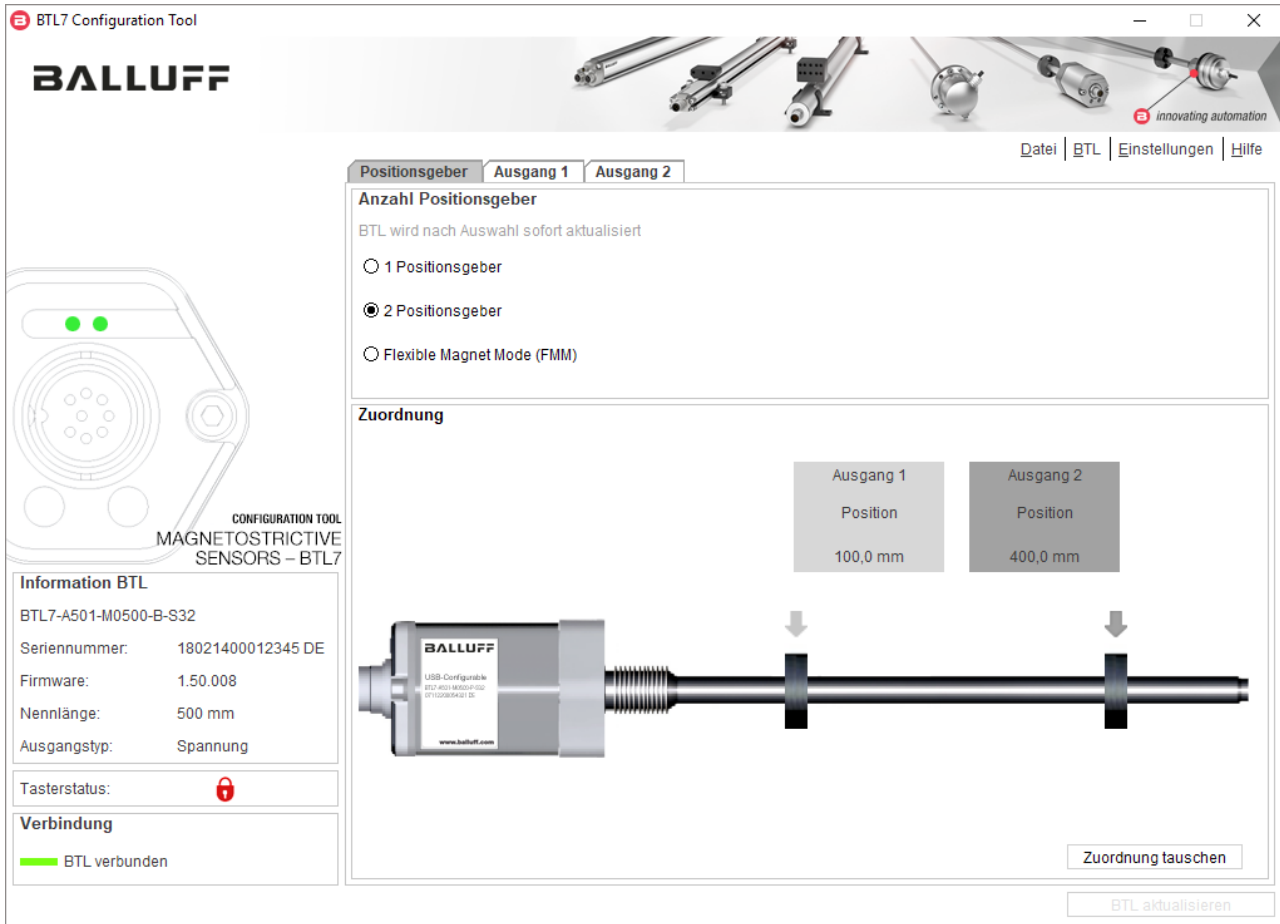 BTL7 Configuration Tool
BALLUFF
innovating automation
Datei BTL Einstellungen Hilfe
Positionsgeber Ausgang 1 Ausgang 2
Anzahl Positionsgeber
BTL wird nach Auswahl sofort aktualisiert
1 Positionsgeber
2 Positionsgeber
Flexible Magnet Mode (FMM)
CONFIGURATION TOOL
MAGNETOSTRICTIVE
SENSORS – BTL7
Information BTL
BTL7-A501-M0500-B-S32
Seriennummer: 18021400012345 DE
Firmware: 1.50.008
Nennlänge: 500 mm
Ausgangstyp: Spannung
Tasterstatus:
Verbindung
BTL verbunden
Zuordnung
Ausgang 1
Position
100,0 mm
Ausgang 2
Position
400,0 mm
BALLUFF
USB-Configurable
www.balluff.com
Zuordnung tauschen
BTL aktualisieren